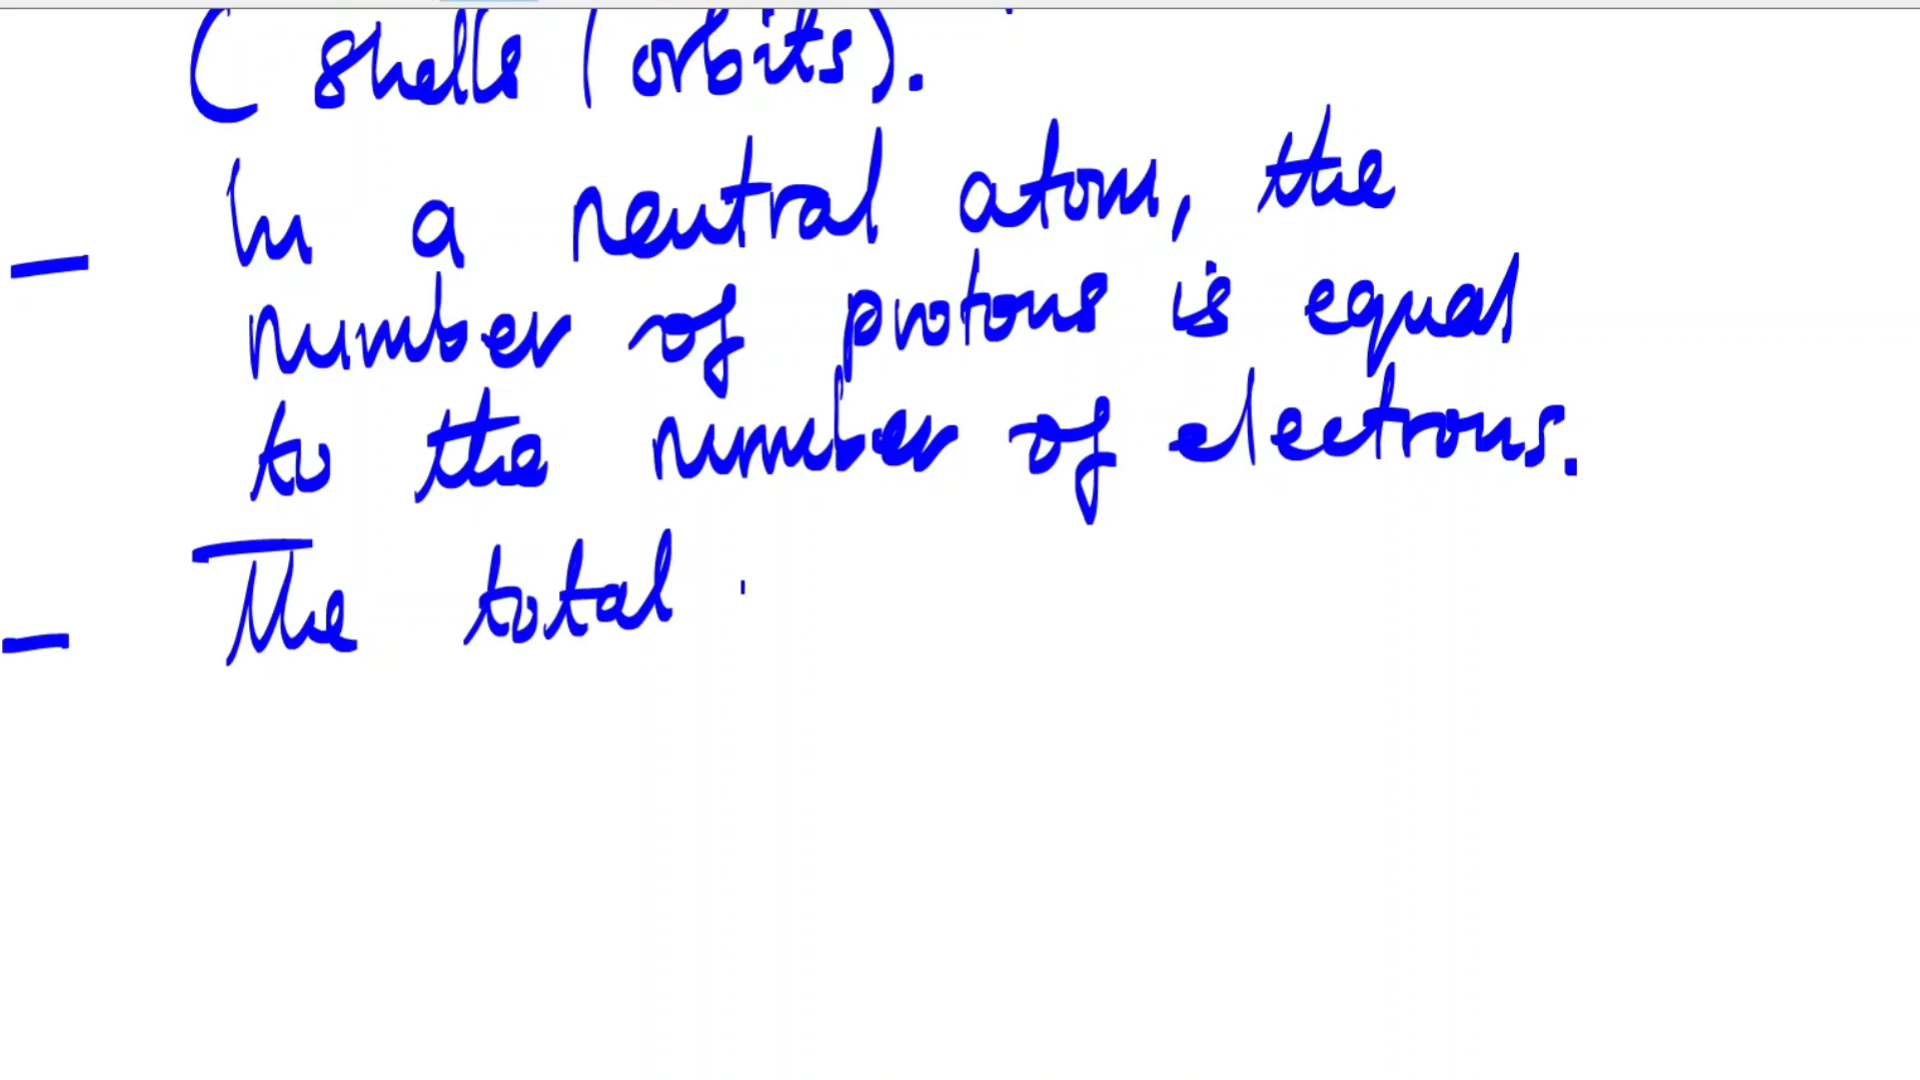 (shells / orbits).
- In a neutral atom, the
number of protons is equal
to the number of electrons.
- The total